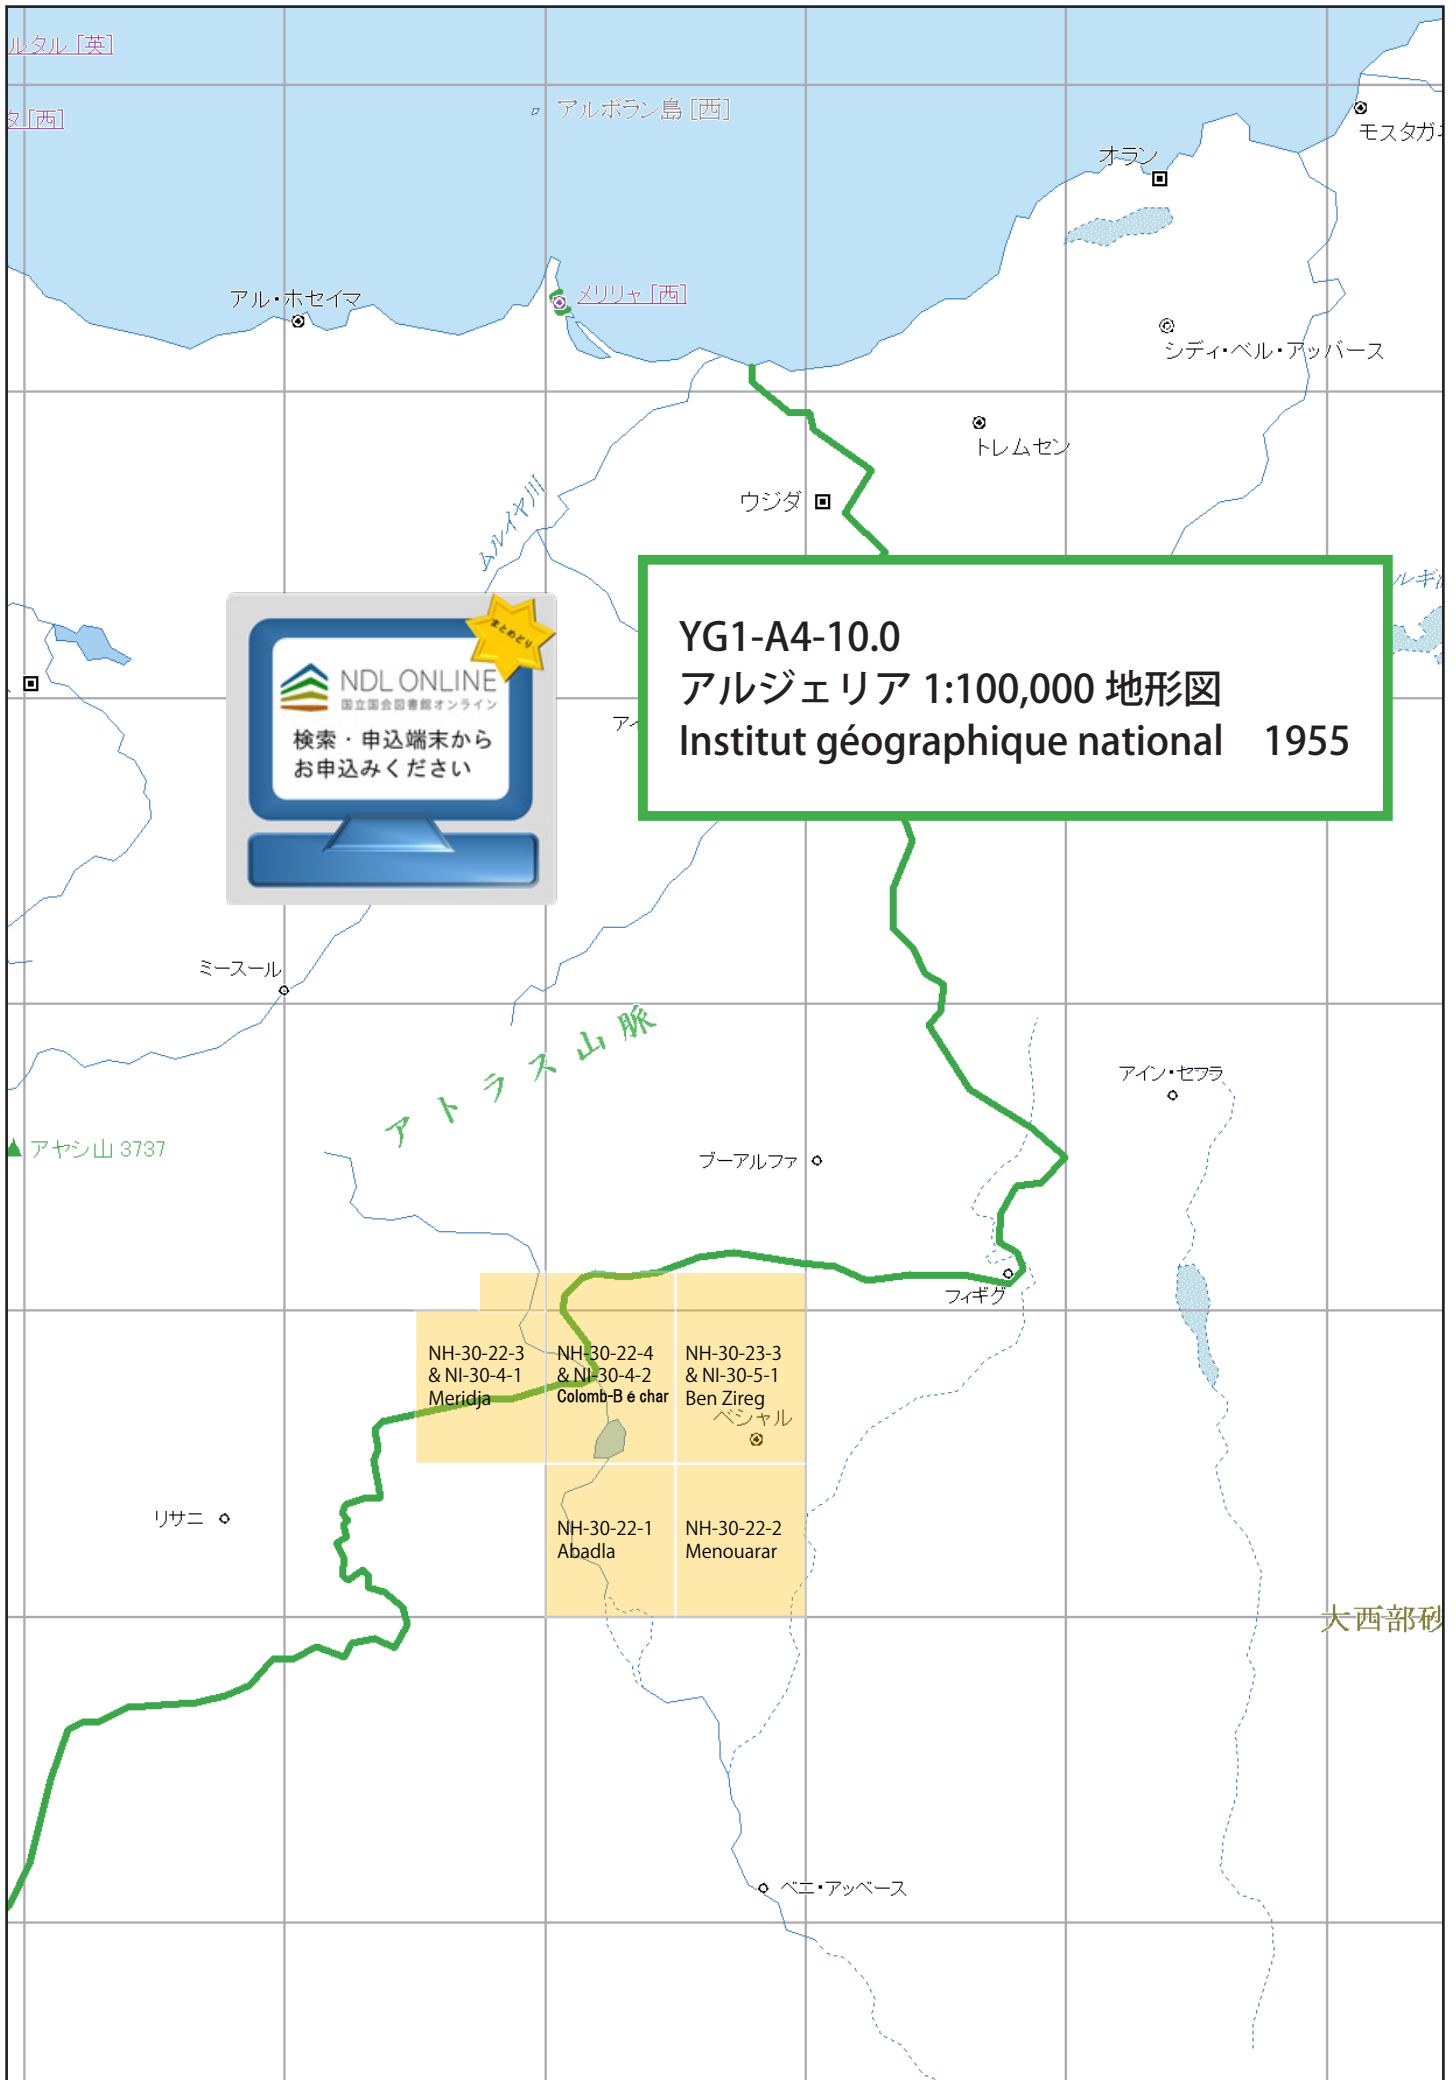 ルタル [英]
タ [西]
アルボラン島 [西]
モスタガ
オラン
アル・ホセイマ
メリリャ [西]
シディ・ベル・アッバース
トレムセン
ウジダ
ムルイヤ川
ルギ
まとめどり
NDL ONLINE
国立国会図書館オンライン
検索・申込端末から
お申込みください
YG1-A4-10.0
アルジェリア 1:100,000 地形図
Institut géographique national 1955
アイ
ミースール
アトラス山脈
アイン・セフラ
アヤシ山 3737
ブーアルファ
フィギグ
NH-30-22-3
& NI-30-4-1
Meridja
NH-30-22-4
& NI-30-4-2
Colomb-B é char
NH-30-23-3
& NI-30-5-1
Ben Zireg
ベシャル
リサニ
NH-30-22-1
Abadla
NH-30-22-2
Menouarar
大西部砂
ベニ・アッベース